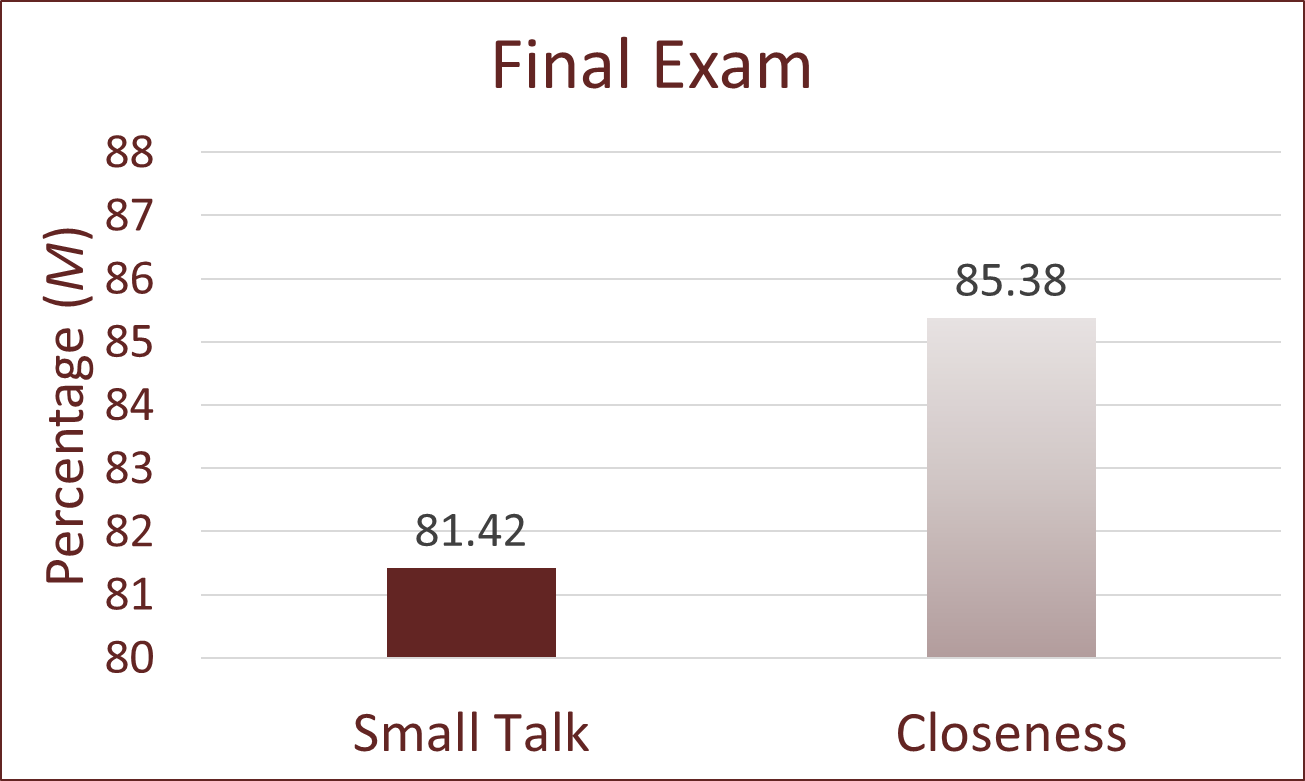 Final Exam
Percentage (M)
88
87
86
85
84
83
82
81
80
81.42
85.38
Small Talk
Closeness